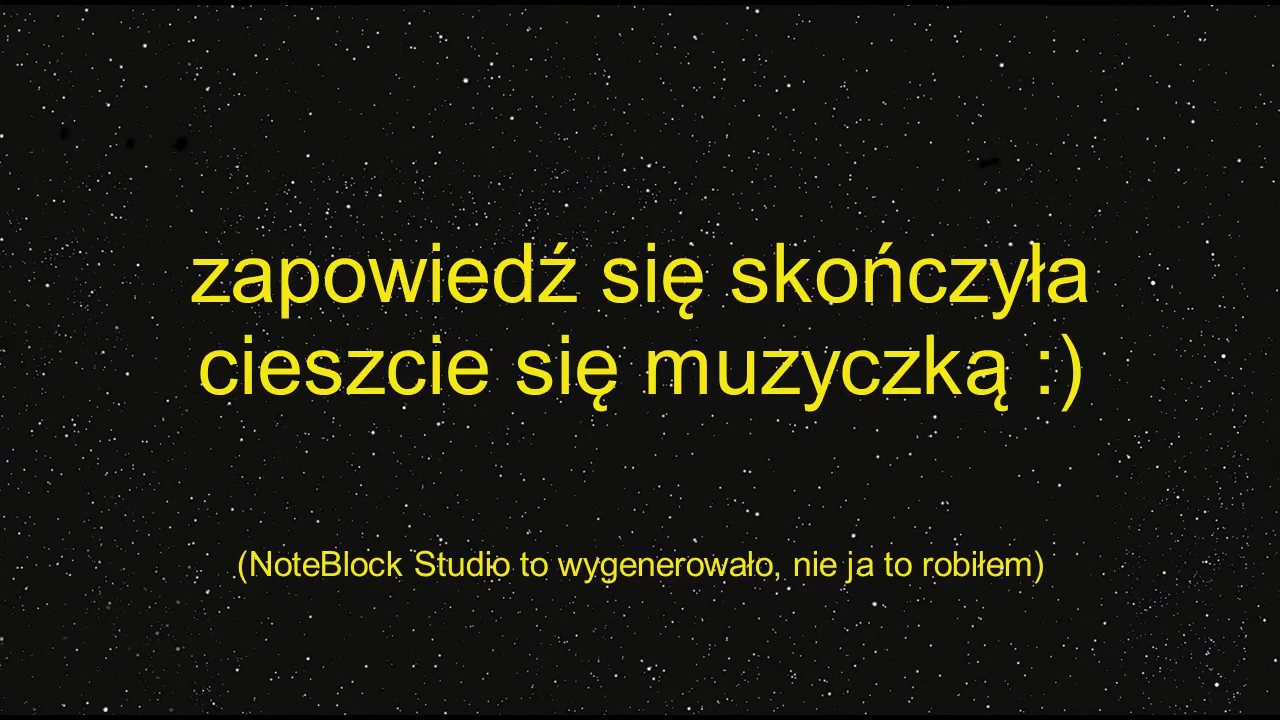 zapowiedź się skończyła
cieszcie się muzyczką :)
(NoteBlock Studio to wygenerowało, nie ja to robiłem)